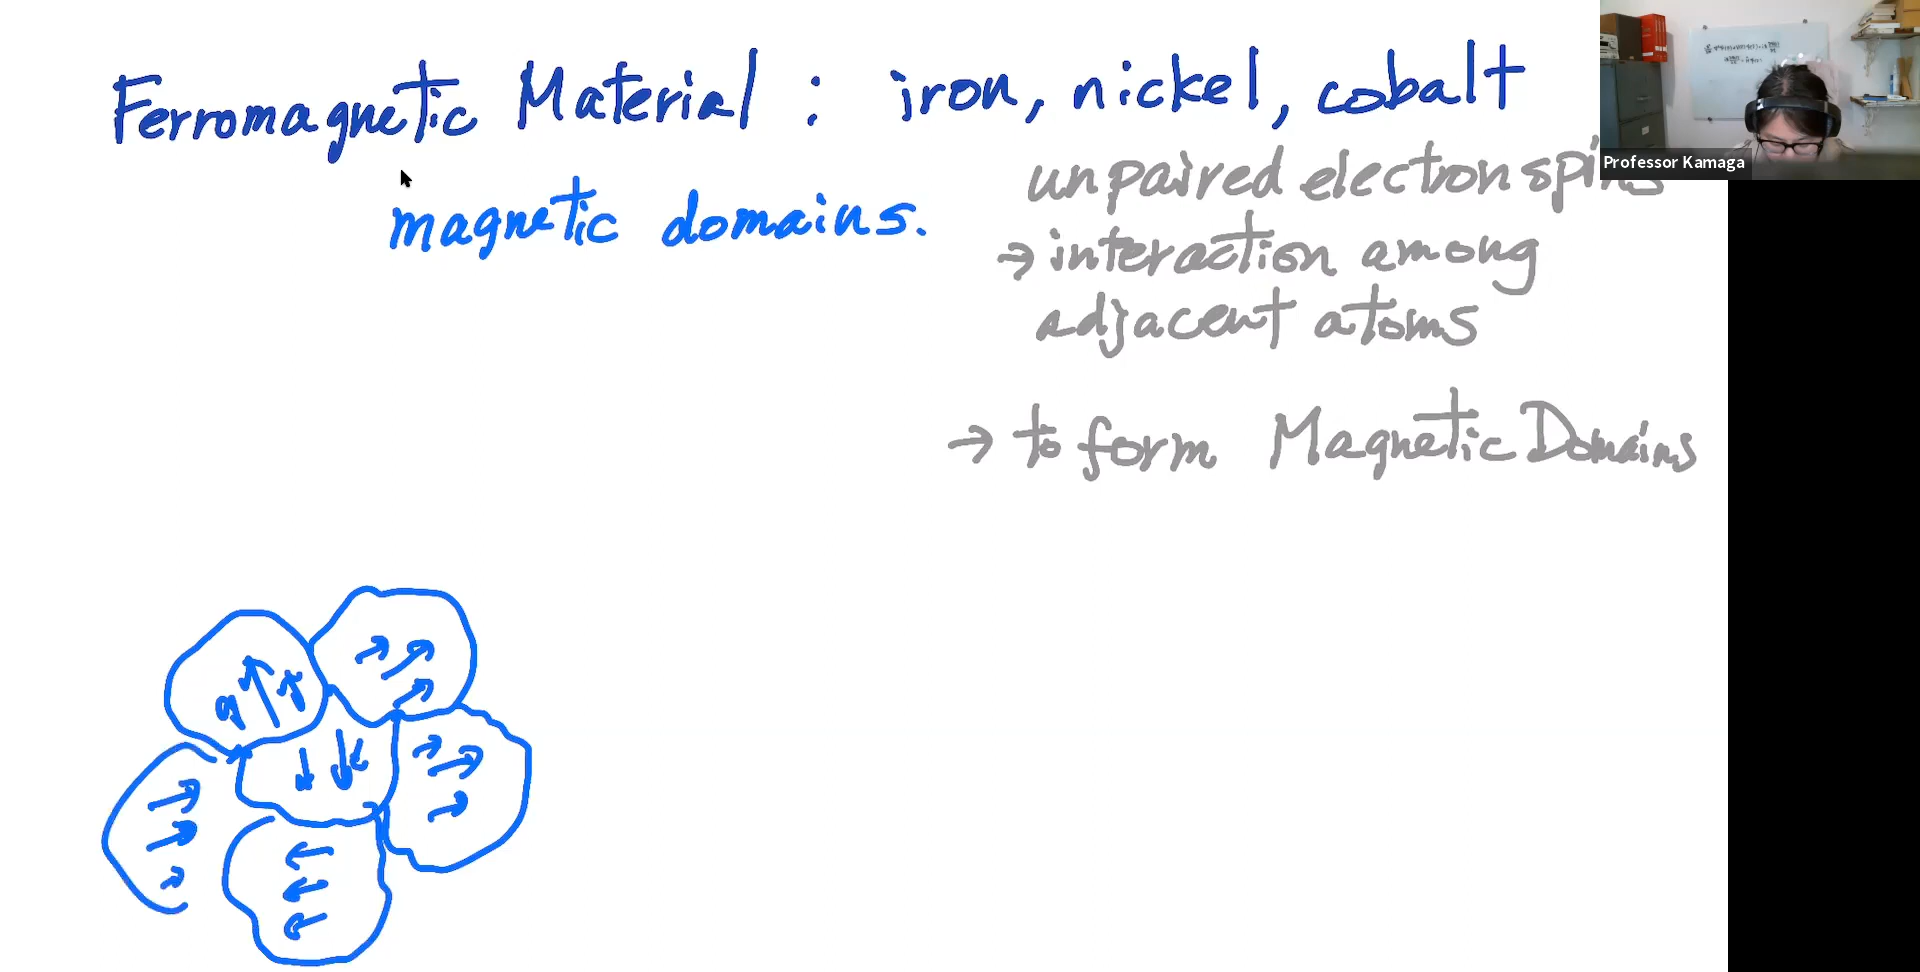 Ferromagnetic Material : iron, nickel, cobalt
magnetic domains.
unpaired electron spins
→ interaction among
adjacent atoms
→ to form Magnetic Domains
Professor Kamaga